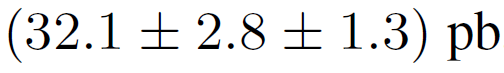 (32.1 ± 2.8 ± 1.3) pb